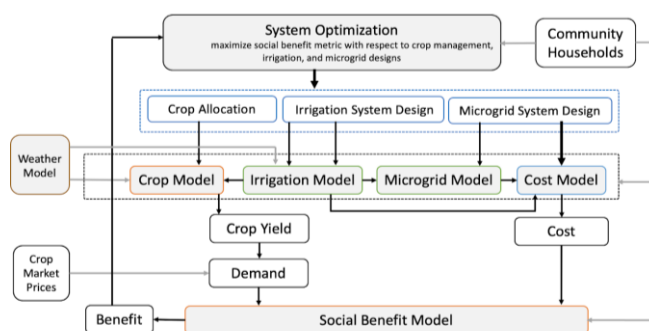 System Optimization
maximize social benefit metric with respect to crop management,
irrigation, and microgrid designs
Community
Households
Crop Allocation
Irrigation System Design
Microgrid System Design
Weather
Model
Crop Model
Irrigation Model
Microgrid Model
Cost Model
Crop Yield
Cost
Crop
Market
Prices
Demand
Benefit
Social Benefit Model